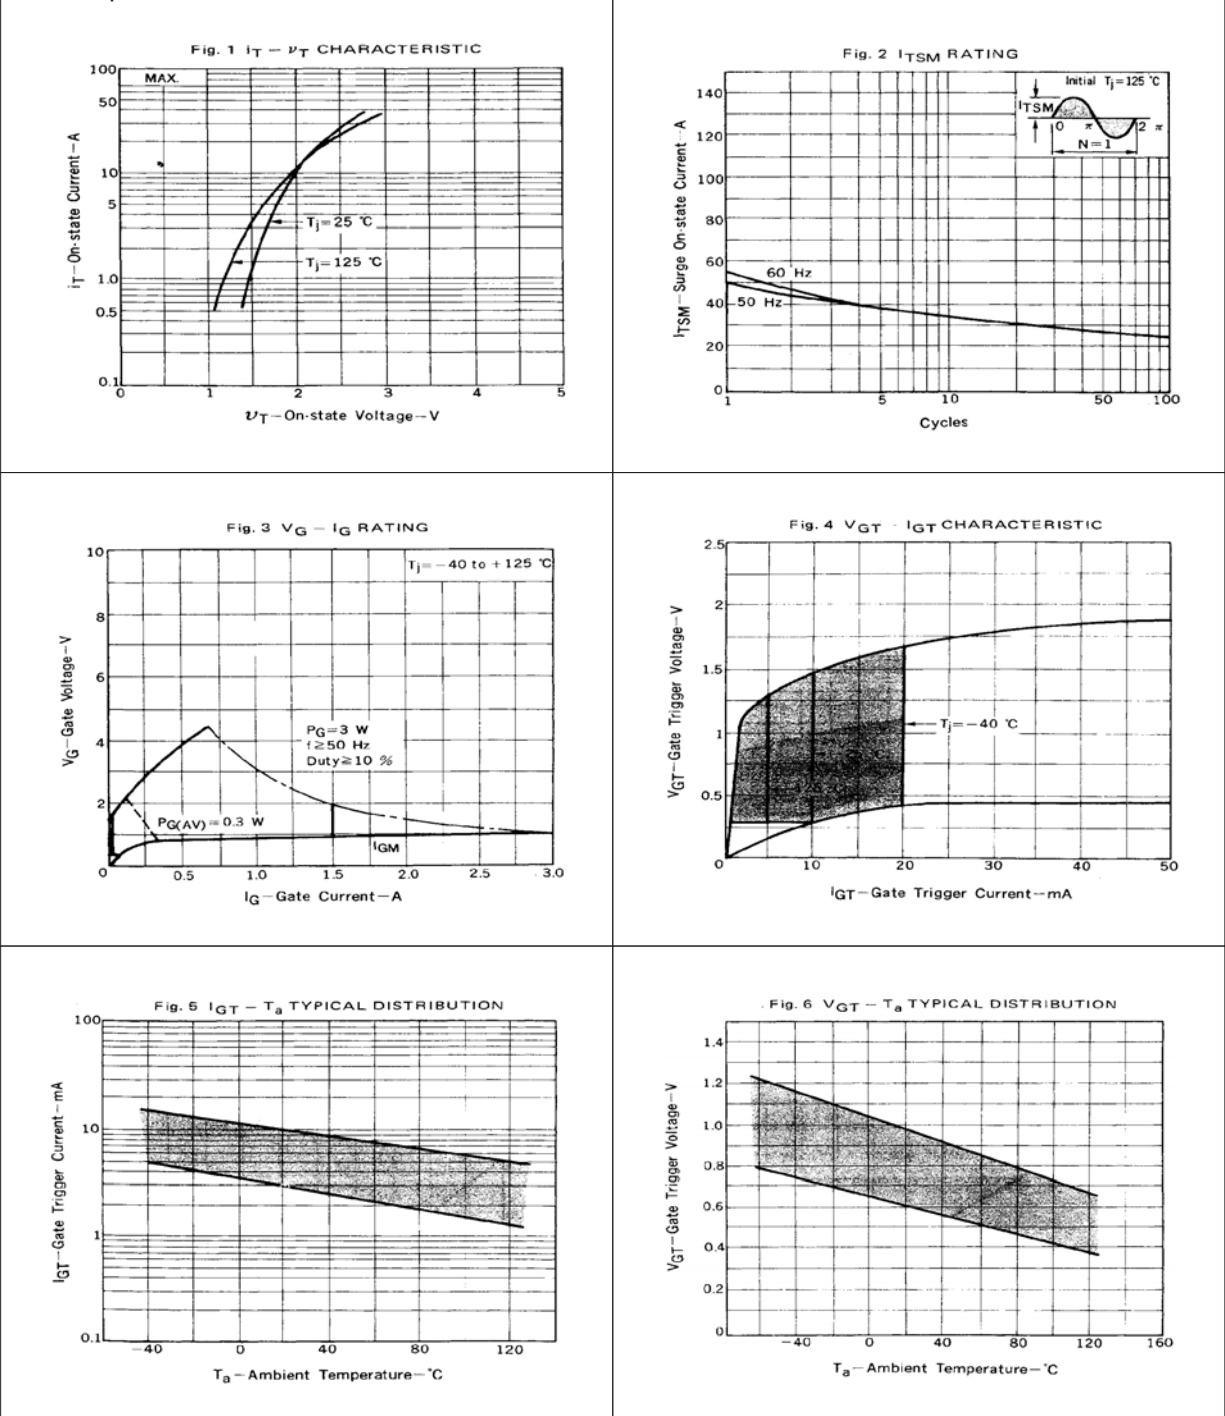 Fig. 1 iT – νT CHARACTERISTIC
MAX.
100
50
10
5
1.0
0.5
0.1
0 1 2 3 4 5
iT – On-state Current – A
Tj = 25 ℃
Tj = 125 ℃
υT – On-state Voltage – V
Fig. 2 ITSM RATING
Initial Tj = 125 ℃
ITSM
0 π 2 π
N = 1
140
120
100
80
60
40
20
0
1 5 10 50 100
ITSM – Surge On-state Current – A
60 Hz
50 Hz
Cycles
Fig. 3 VG – IG RATING
Tj = –40 to +125 ℃
10
8
6
4
2
0 0.5 1.0 1.5 2.0 2.5 3.0
VG – Gate Voltage – V
PG = 3 W
f ≧ 50 Hz
Duty ≧ 10 %
PG(AV) = 0.3 W
IGM
IG – Gate Current – A
Fig. 4 VGT - IGT CHARACTERISTIC
2.5
2
1.5
1
0.5
0 10 20 30 40 50
VGT – Gate Trigger Voltage – V
Tj = –40 ℃
IGT – Gate Trigger Current – mA
Fig. 5 IGT – Ta TYPICAL DISTRIBUTION
100
10
1
0.1
–40 0 40 80 120
IGT – Gate Trigger Current – mA
Ta – Ambient Temperature – ℃
Fig. 6 VGT – Ta TYPICAL DISTRIBUTION
1.4
1.2
1.0
0.8
0.6
0.4
0.2
0
–40 0 40 80 120 160
VGT – Gate Trigger Voltage – V
Ta – Ambient Temperature – ℃